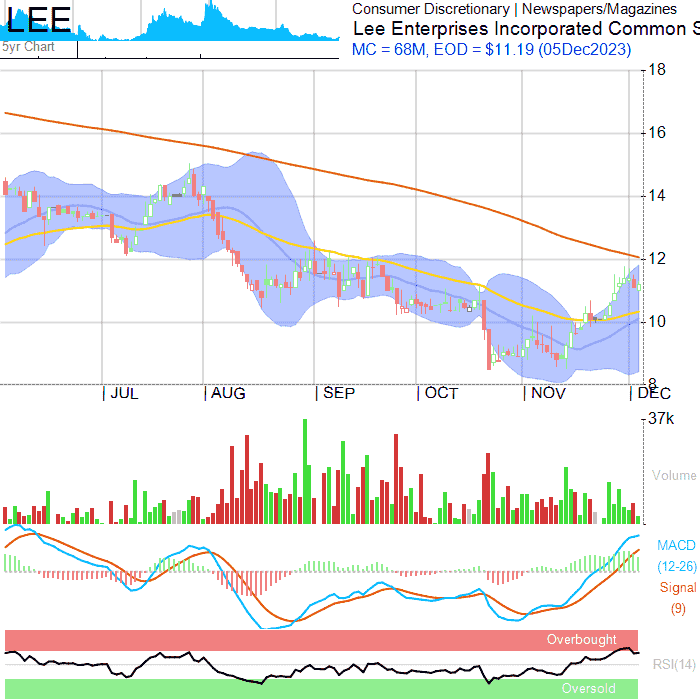 LEE
5yr Chart
Consumer Discretionary | Newspapers/Magazines
Lee Enterprises Incorporated Common S
MC = 68M, EOD = $11.19 (05Dec2023)
18
16
14
12
10
8
JUL AUG SEP OCT NOV DEC
37k
Volume
MACD
(12-26)
Signal
(9)
Overbought
RSI(14)
Oversold